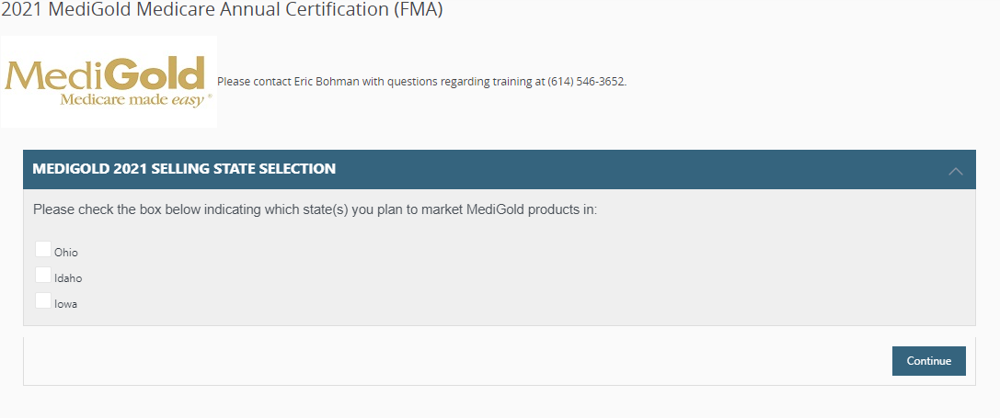 2021 MediGold Medicare Annual Certification (FMA)
MediGold
Medicare made easy®
Please contact Eric Bohman with questions regarding training at (614) 546-3652.
MEDIGOLD 2021 SELLING STATE SELECTION
Please check the box below indicating which state(s) you plan to market MediGold products in:
Ohio
Idaho
Iowa
Continue